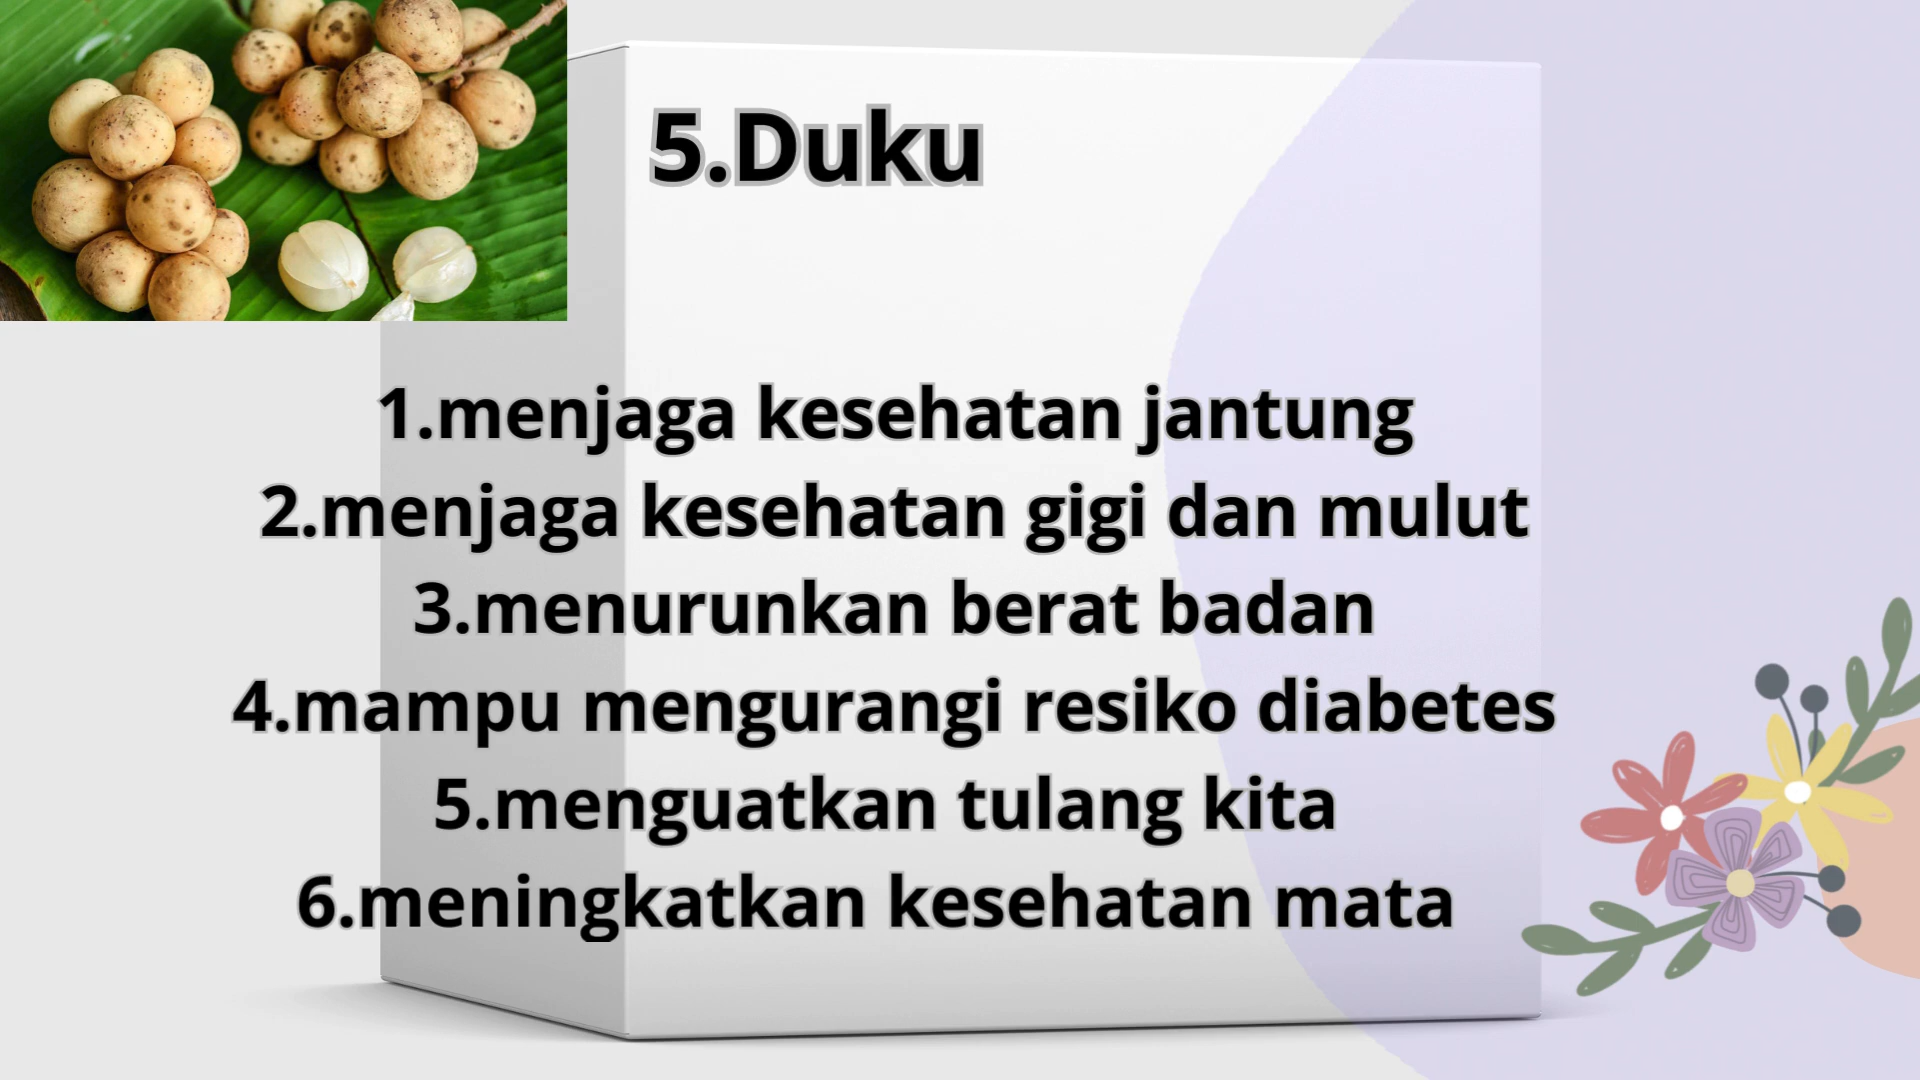 5.Duku
1.menjaga kesehatan jantung
2.menjaga kesehatan gigi dan mulut
3.menurunkan berat badan
4.mampu mengurangi resiko diabetes
5.menguatkan tulang kita
6.meningkatkan kesehatan mata